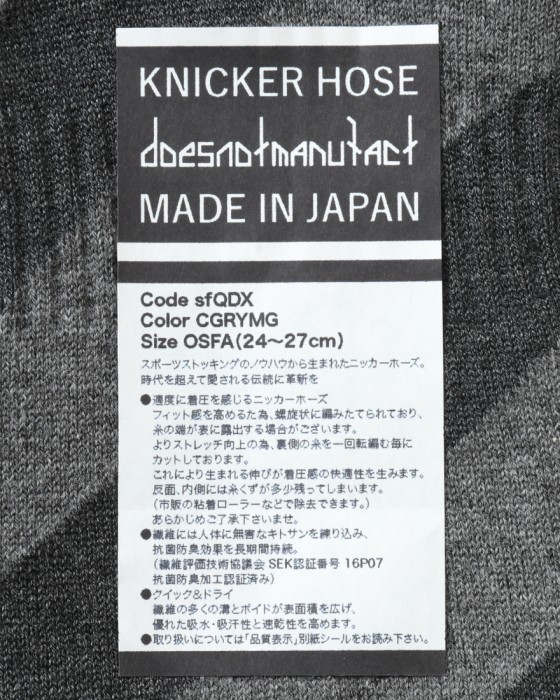 KNICKER HOSE
doesnotmanufact
MADE IN JAPAN
Code sfQDX
Color CGRYMG
Size OSFA(24〜27cm)
スポーツストッキングのノウハウから生まれたニッカーホーズ。
時代を超えて愛される伝統に革新を
●適度に着圧を感じるニッカーホーズ
フィット感を高めるため、螺旋状に編みたてられており、
糸の端が表に露出する場合がございます。
よりストレッチ向上の為、裏側の糸を一回転編む毎に
カットしております。
これにより生まれる伸びが着圧感の快適性を生みます。
反面、内側には糸くずが多少残ってしまいます。
(市販の粘着ローラーなどで除去できます。)
あらかじめご了承下さいませ。
●繊維には人体に無害なキトサンを練り込み、
抗菌防臭効果を長期間持続。
(繊維評価技術協議会 SEK認証番号 16P07
抗菌防臭加工認証済み)
●クイック&ドライ
繊維の多くの溝とボイドが表面積を広げ、
優れた吸水・吸汗性と速乾性を高めます。
●取り扱いについては「品質表示」別紙シールをお読み下さい。